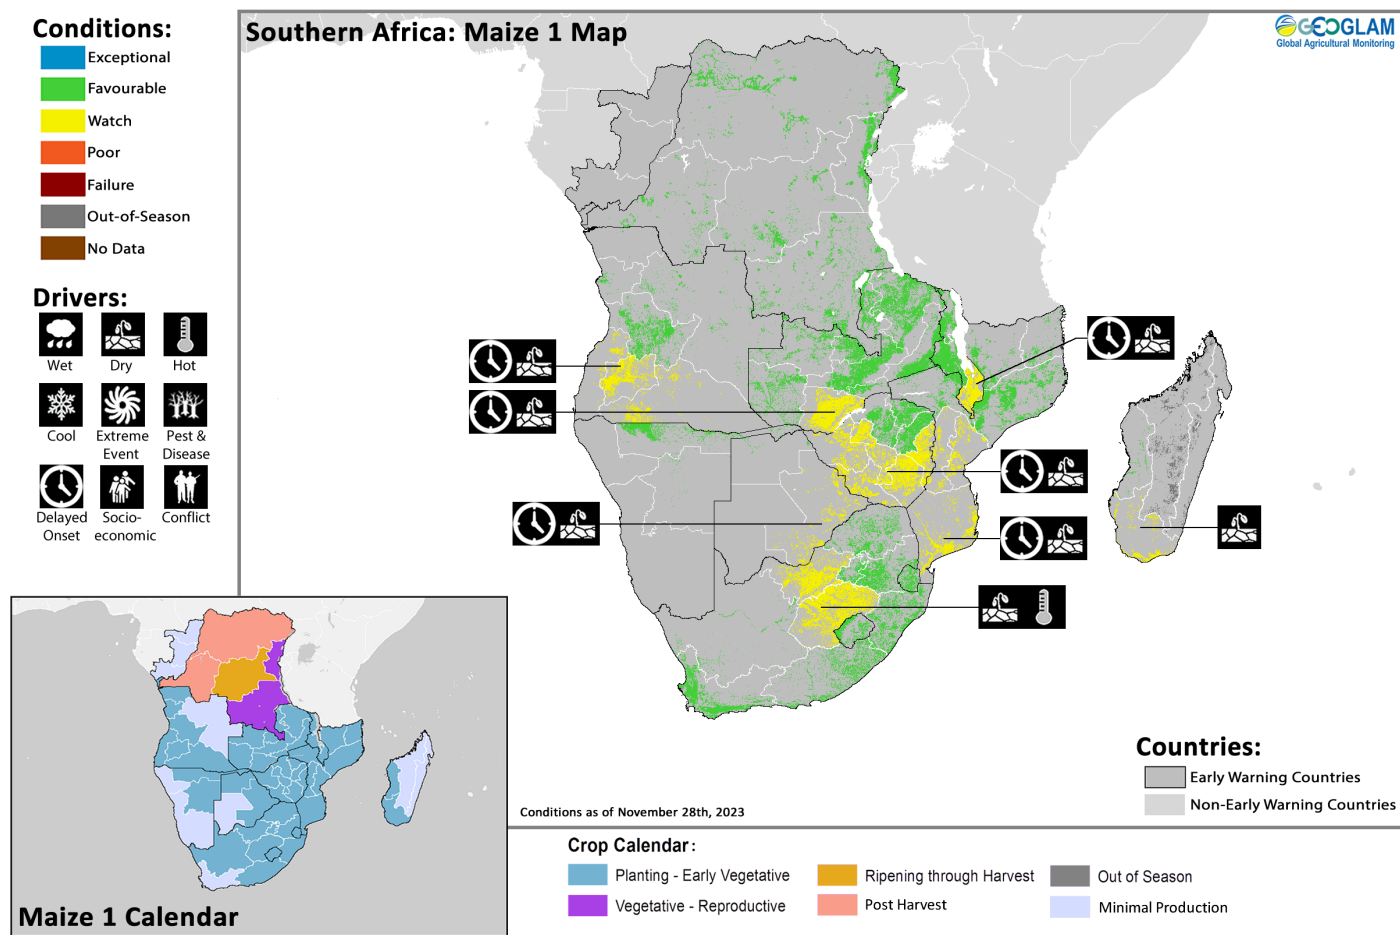 Conditions:
Exceptional
Favourable
Watch
Poor
Failure
Out-of-Season
No Data
Drivers:
Wet
Dry
Hot
Cool
Extreme
Event
Pest &
Disease
Delayed
Onset
Socio-
economic
Conflict
Southern Africa: Maize 1 Map
GEOGLAM
Global Agricultural Monitoring
Countries:
Early Warning Countries
Non-Early Warning Countries
Conditions as of November 28th, 2023
Maize 1 Calendar
Crop Calendar:
Planting - Early Vegetative
Vegetative - Reproductive
Ripening through Harvest
Post Harvest
Out of Season
Minimal Production